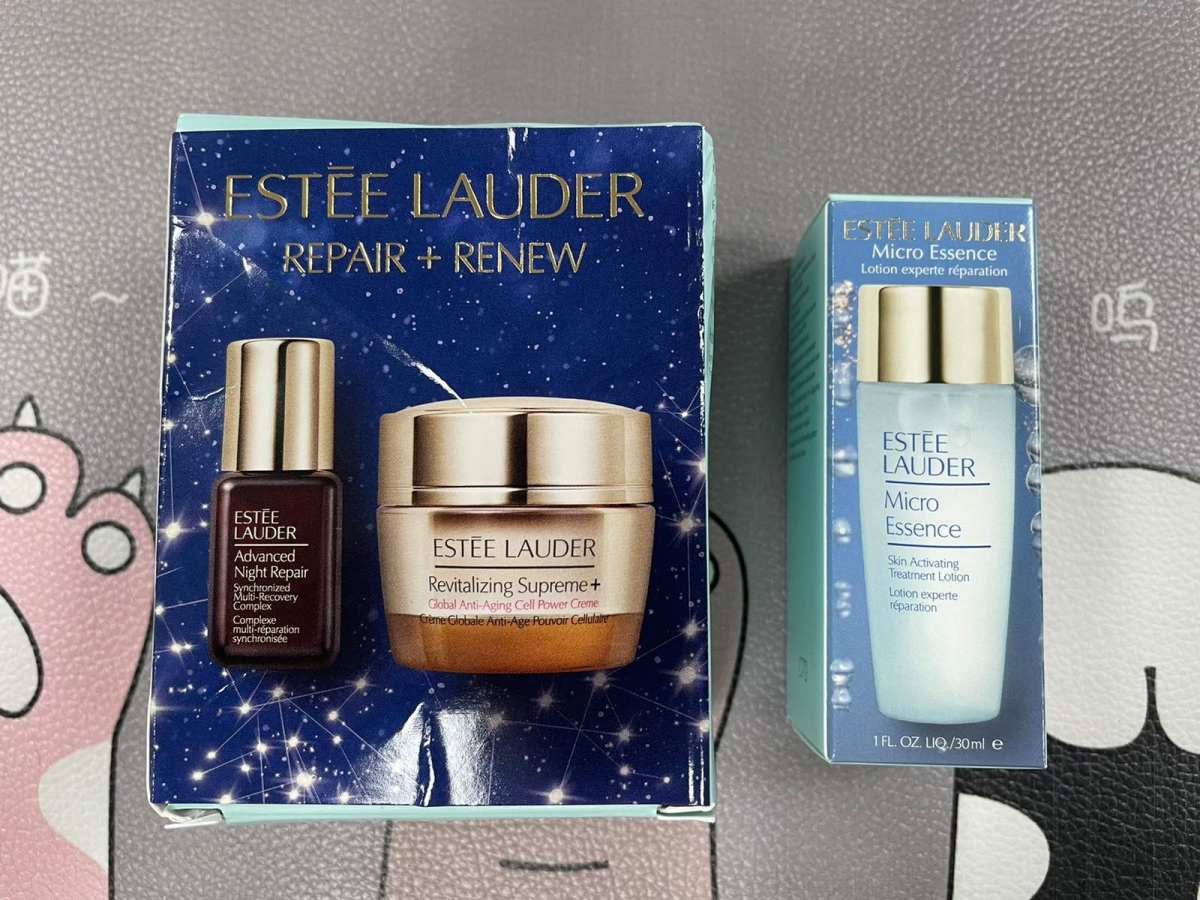 ESTĒE LAUDER
REPAIR + RENEW
ESTĒE
LAUDER
Advanced
Night Repair
Synchronized
Multi-Recovery
Complex
Complexe
multi-réparation
synchronisée
ESTĒE LAUDER
Revitalizing Supreme+
Global Anti-Aging Cell Power Creme
Crème Globale Anti-Age Pouvoir Cellulaire
ESTĒE LAUDER
Micro Essence
Lotion experte réparation
ESTĒE
LAUDER
Micro
Essence
Skin Activating
Treatment Lotion
Lotion experte
réparation
1 FL. OZ. LIQ./30 ml e
喵 ~